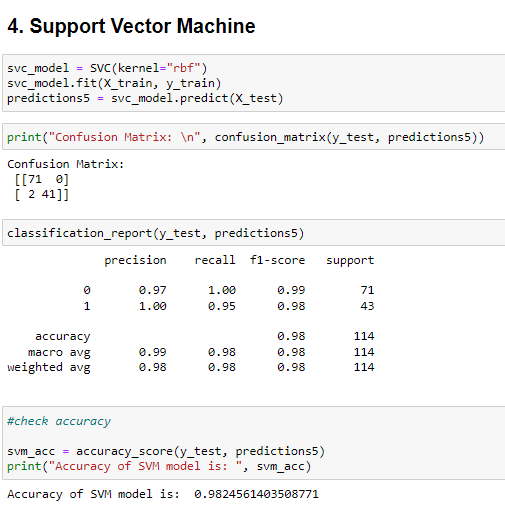 4. Support Vector Machine
svc_model = SVC(kernel="rbf")
svc_model.fit(X_train, y_train)
predictions5 = svc_model.predict(X_test)
print("Confusion Matrix: \n", confusion_matrix(y_test, predictions5))
Confusion Matrix:
[[71  0]
[ 2 41]]
classification_report(y_test, predictions5)
precision    recall  f1-score   support
0       0.97      1.00      0.99        71
1       1.00      0.95      0.98        43
accuracy                           0.98       114
macro avg       0.99      0.98      0.98       114
weighted avg       0.98      0.98      0.98       114
#check accuracy
svm_acc = accuracy_score(y_test, predictions5)
print("Accuracy of SVM model is: ", svm_acc)
Accuracy of SVM model is:  0.9824561403508771